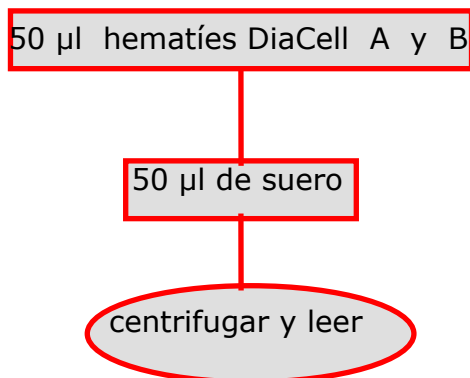 50 µl hematíes DiaCell A y B
50 µl de suero
centrifugar y leer